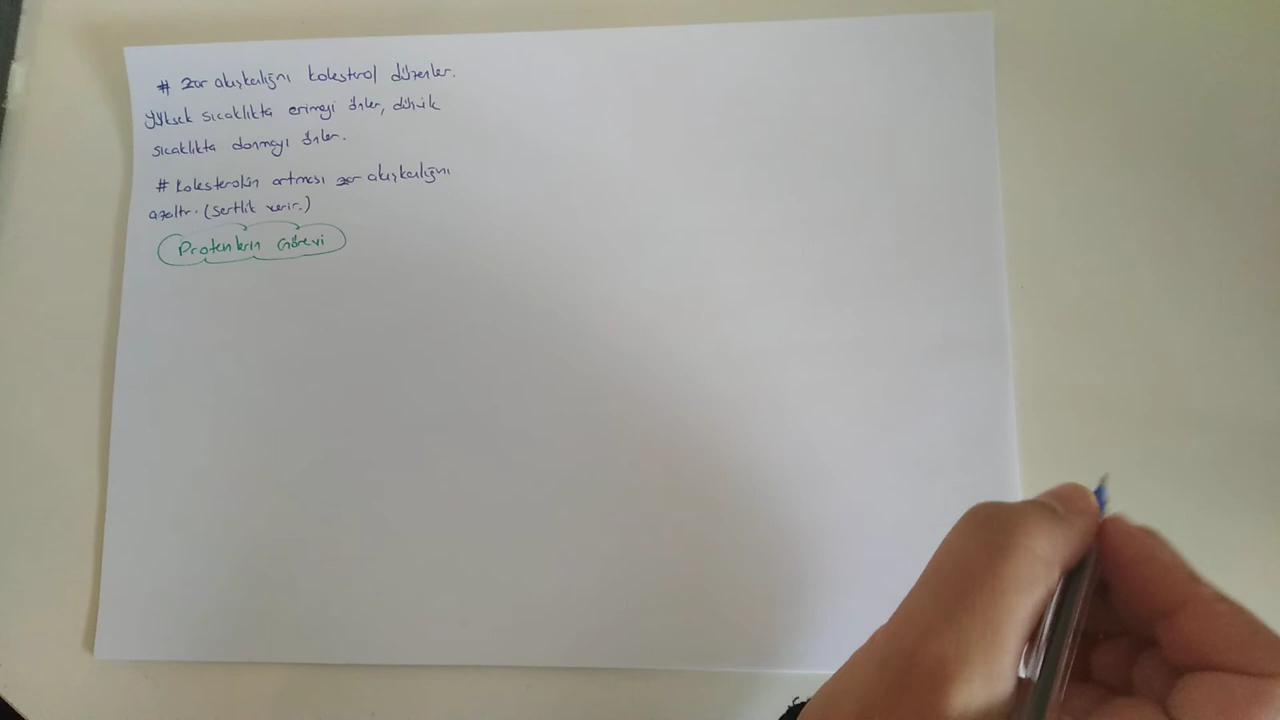 # zar akışkanlığını kolestrol düzenler.
Yüksek sıcaklıkta erimeyi önler, düşük
sıcaklıkta donmayı önler.
# Kolesterolün artması zar akışkanlığını
azaltır. (Sertlik verir.)
Protenlerin Görevi